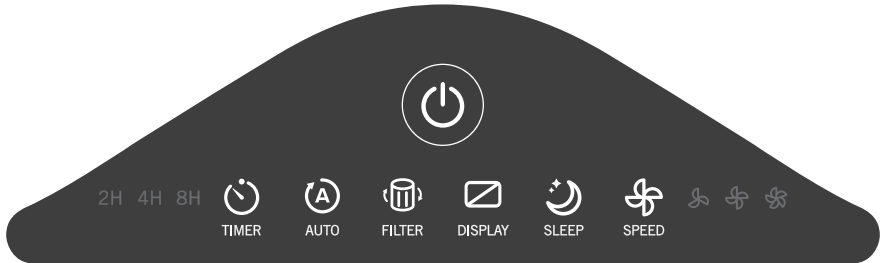 2H 4H 8H
A
TIMER AUTO FILTER DISPLAY SLEEP SPEED